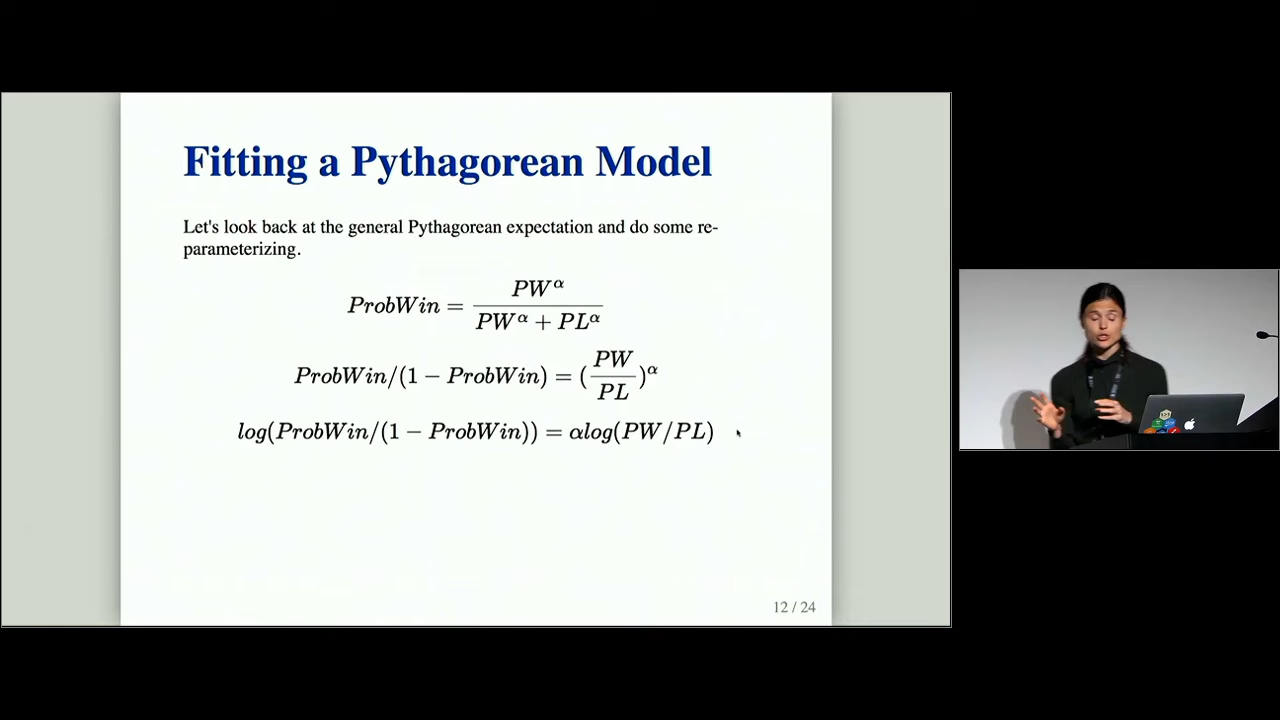 Fitting a Pythagorean Model
Let's look back at the general Pythagorean expectation and do some re-
parameterizing.
ProbWin = PW^α / (PW^α + PL^α)
ProbWin/(1 − ProbWin) = (PW/PL)^α
log(ProbWin/(1 − ProbWin)) = αlog(PW/PL)
12 / 24